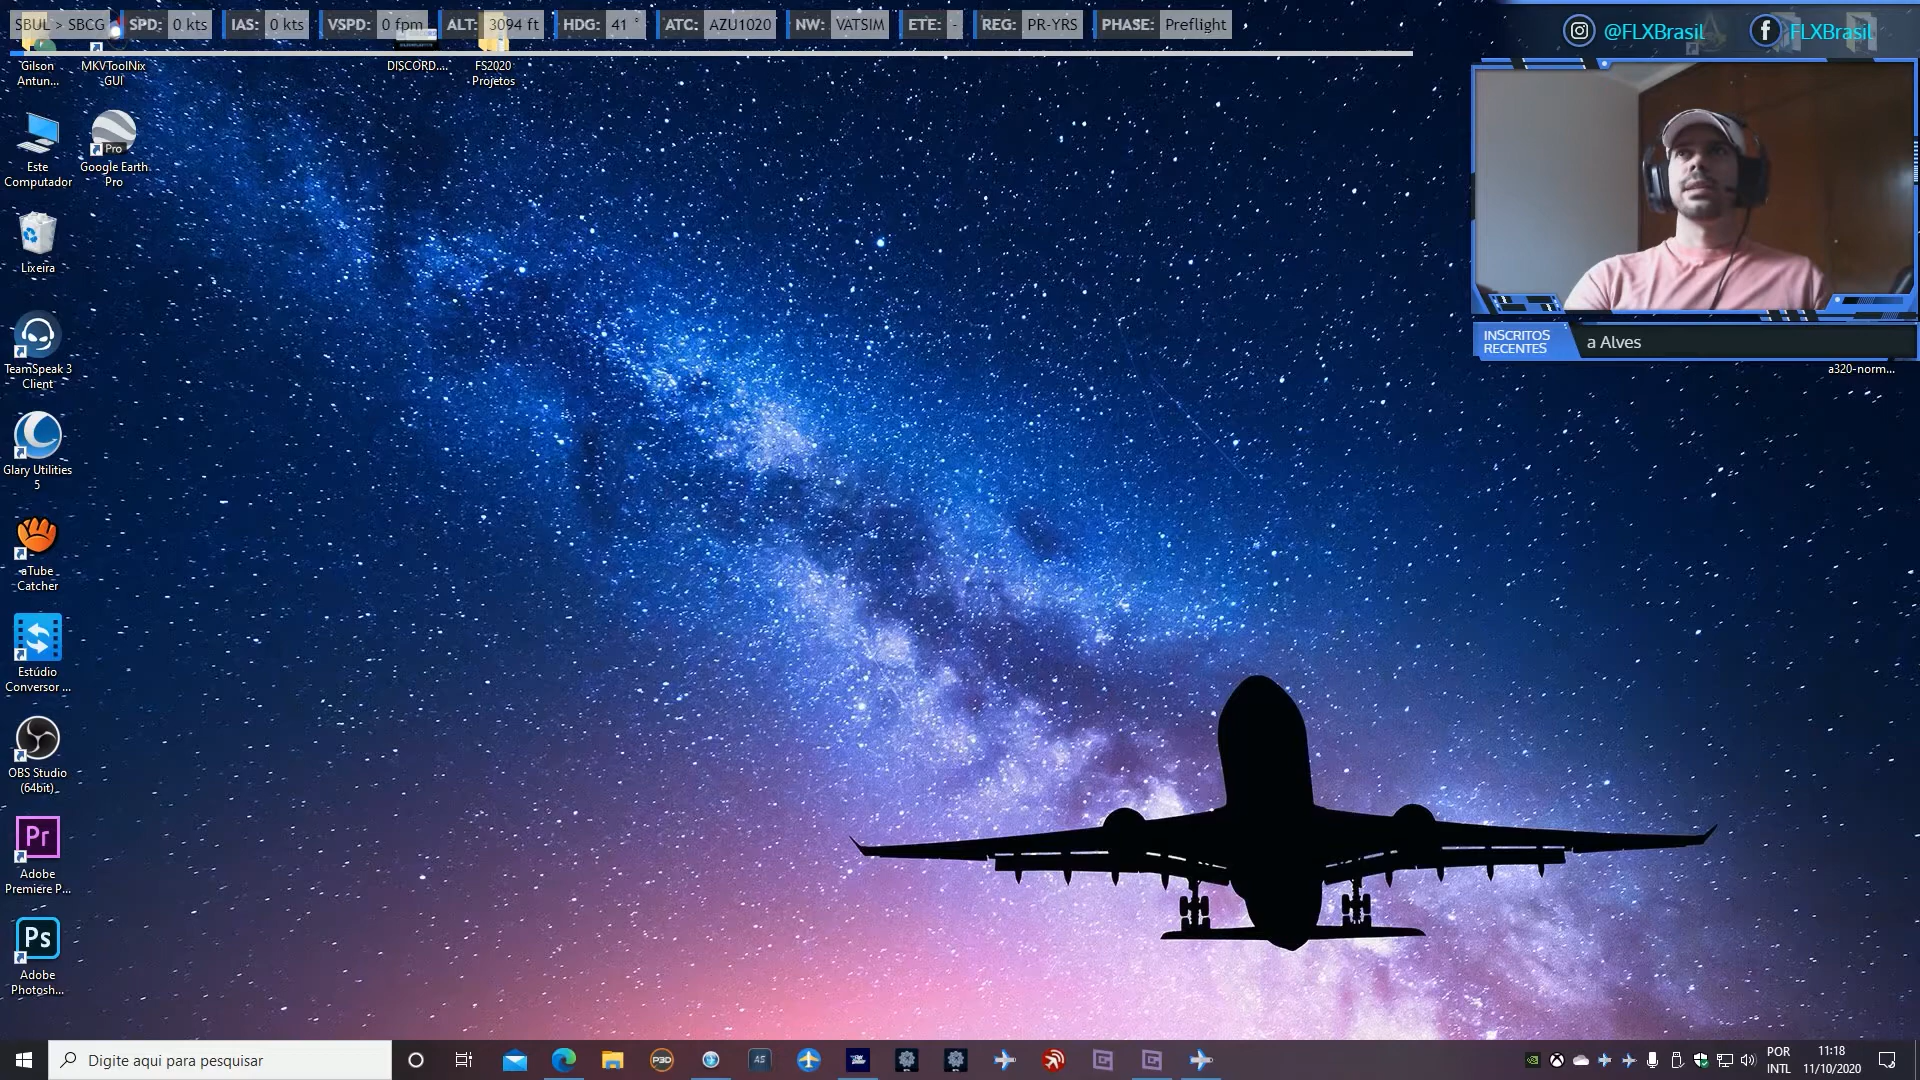 SBUL > SBCG SPD: 0 kts IAS: 0 kts VSPD: 0 fpm ALT: 3094 ft HDG: 41 ° ATC: AZU1020 NW: VATSIM ETE: - REG: PR-YRS PHASE: Preflight
@FLXBrasil FLXBrasil
Gilson
Antun...
MKVToolNix
GUI
DISCORD....
FS2020
Projetos
Este
Computador
Pro
Google Earth
Pro
Lixeira
INSCRITOS
RECENTES
a Alves
a320-norm...
TeamSpeak 3
Client
Glary Utilities
5
aTube
Catcher
Estúdio
Conversor ...
OBS Studio
(64bit)
Pr
Adobe
Premiere P...
Ps
Adobe
Photosh...
Digite aqui para pesquisar
P3D
AS
POR
INTL
11:18
11/10/2020